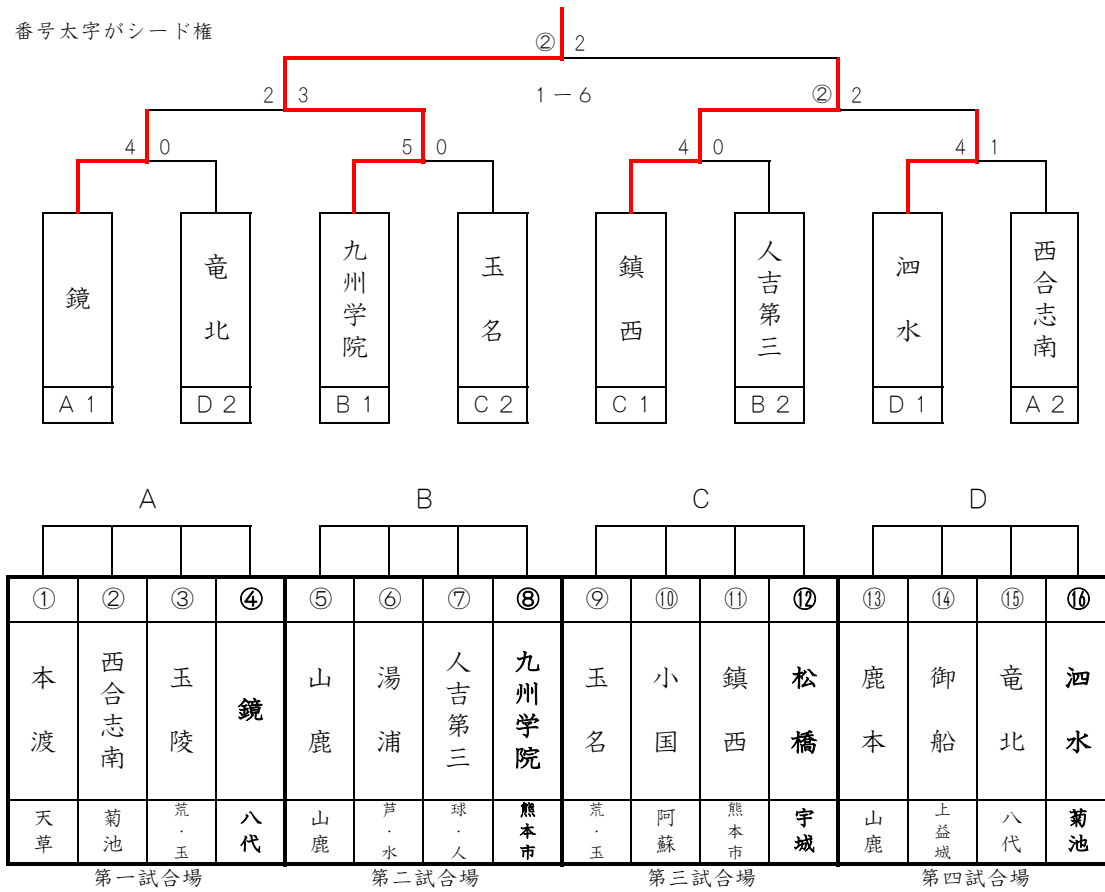 番号太字がシード権
② 2
2 3 1－6 ② 2
4 0 5 0 4 0 4 1
鏡 竜北 九州学院 玉名 鎮西 人吉第三 泗水 西合志南
A1 D2 B1 C2 C1 B2 D1 A2
A B C D
① ② ③ ④ ⑤ ⑥ ⑦ ⑧ ⑨ ⑩ ⑪ ⑫ ⑬ ⑭ ⑮ ⑯
本渡 西合志南 玉陵 鏡 山鹿 湯浦 人吉第三 九州学院 玉名 小国 鎮西 松橋 鹿本 御船 竜北 泗水
天草 菊池 荒・玉 八代 山鹿 芦・水 球・人 熊本市 荒・玉 阿蘇 熊本市 宇城 山鹿 上益城 八代 菊池
第一試合場 第二試合場 第三試合場 第四試合場